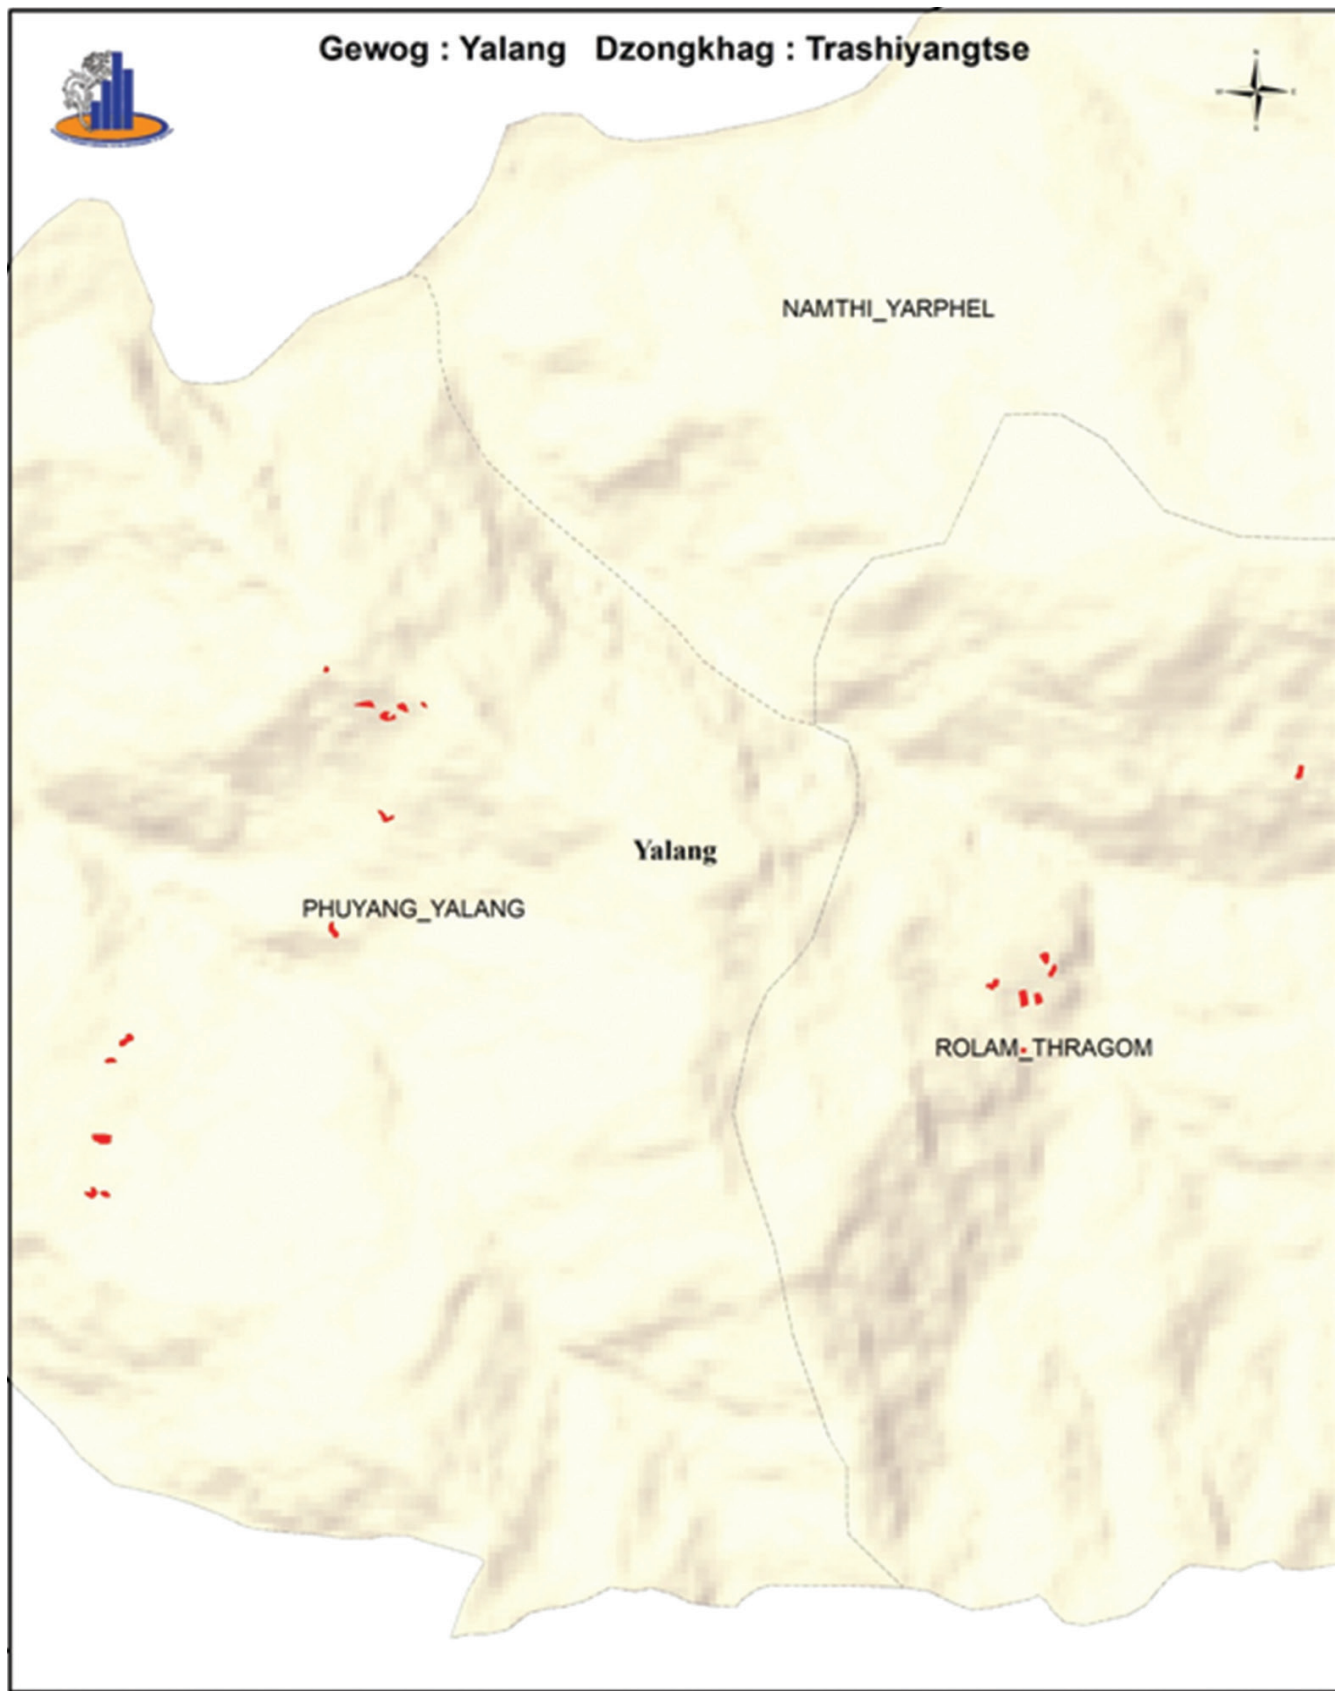 Gewog : Yalang Dzongkhag : Trashiyangtse
NAMTHI_YARPHEL
Yalang
PHUYANG_YALANG
ROLAM_THRAGOM